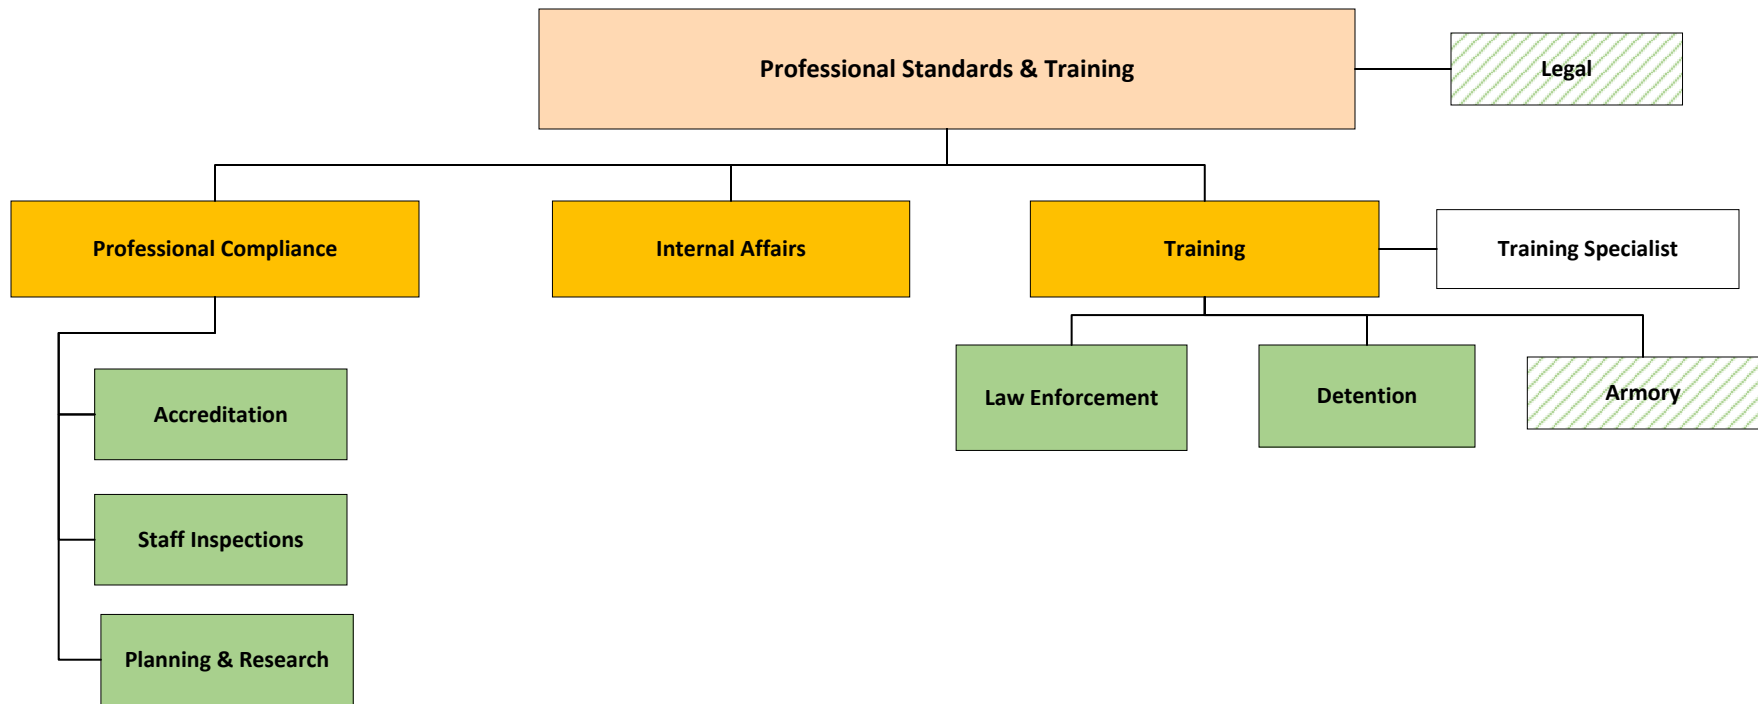 Professional Standards & Training
Legal
Professional Compliance
Internal Affairs
Training
Training Specialist
Law Enforcement
Detention
Armory
Accreditation
Staff Inspections
Planning & Research